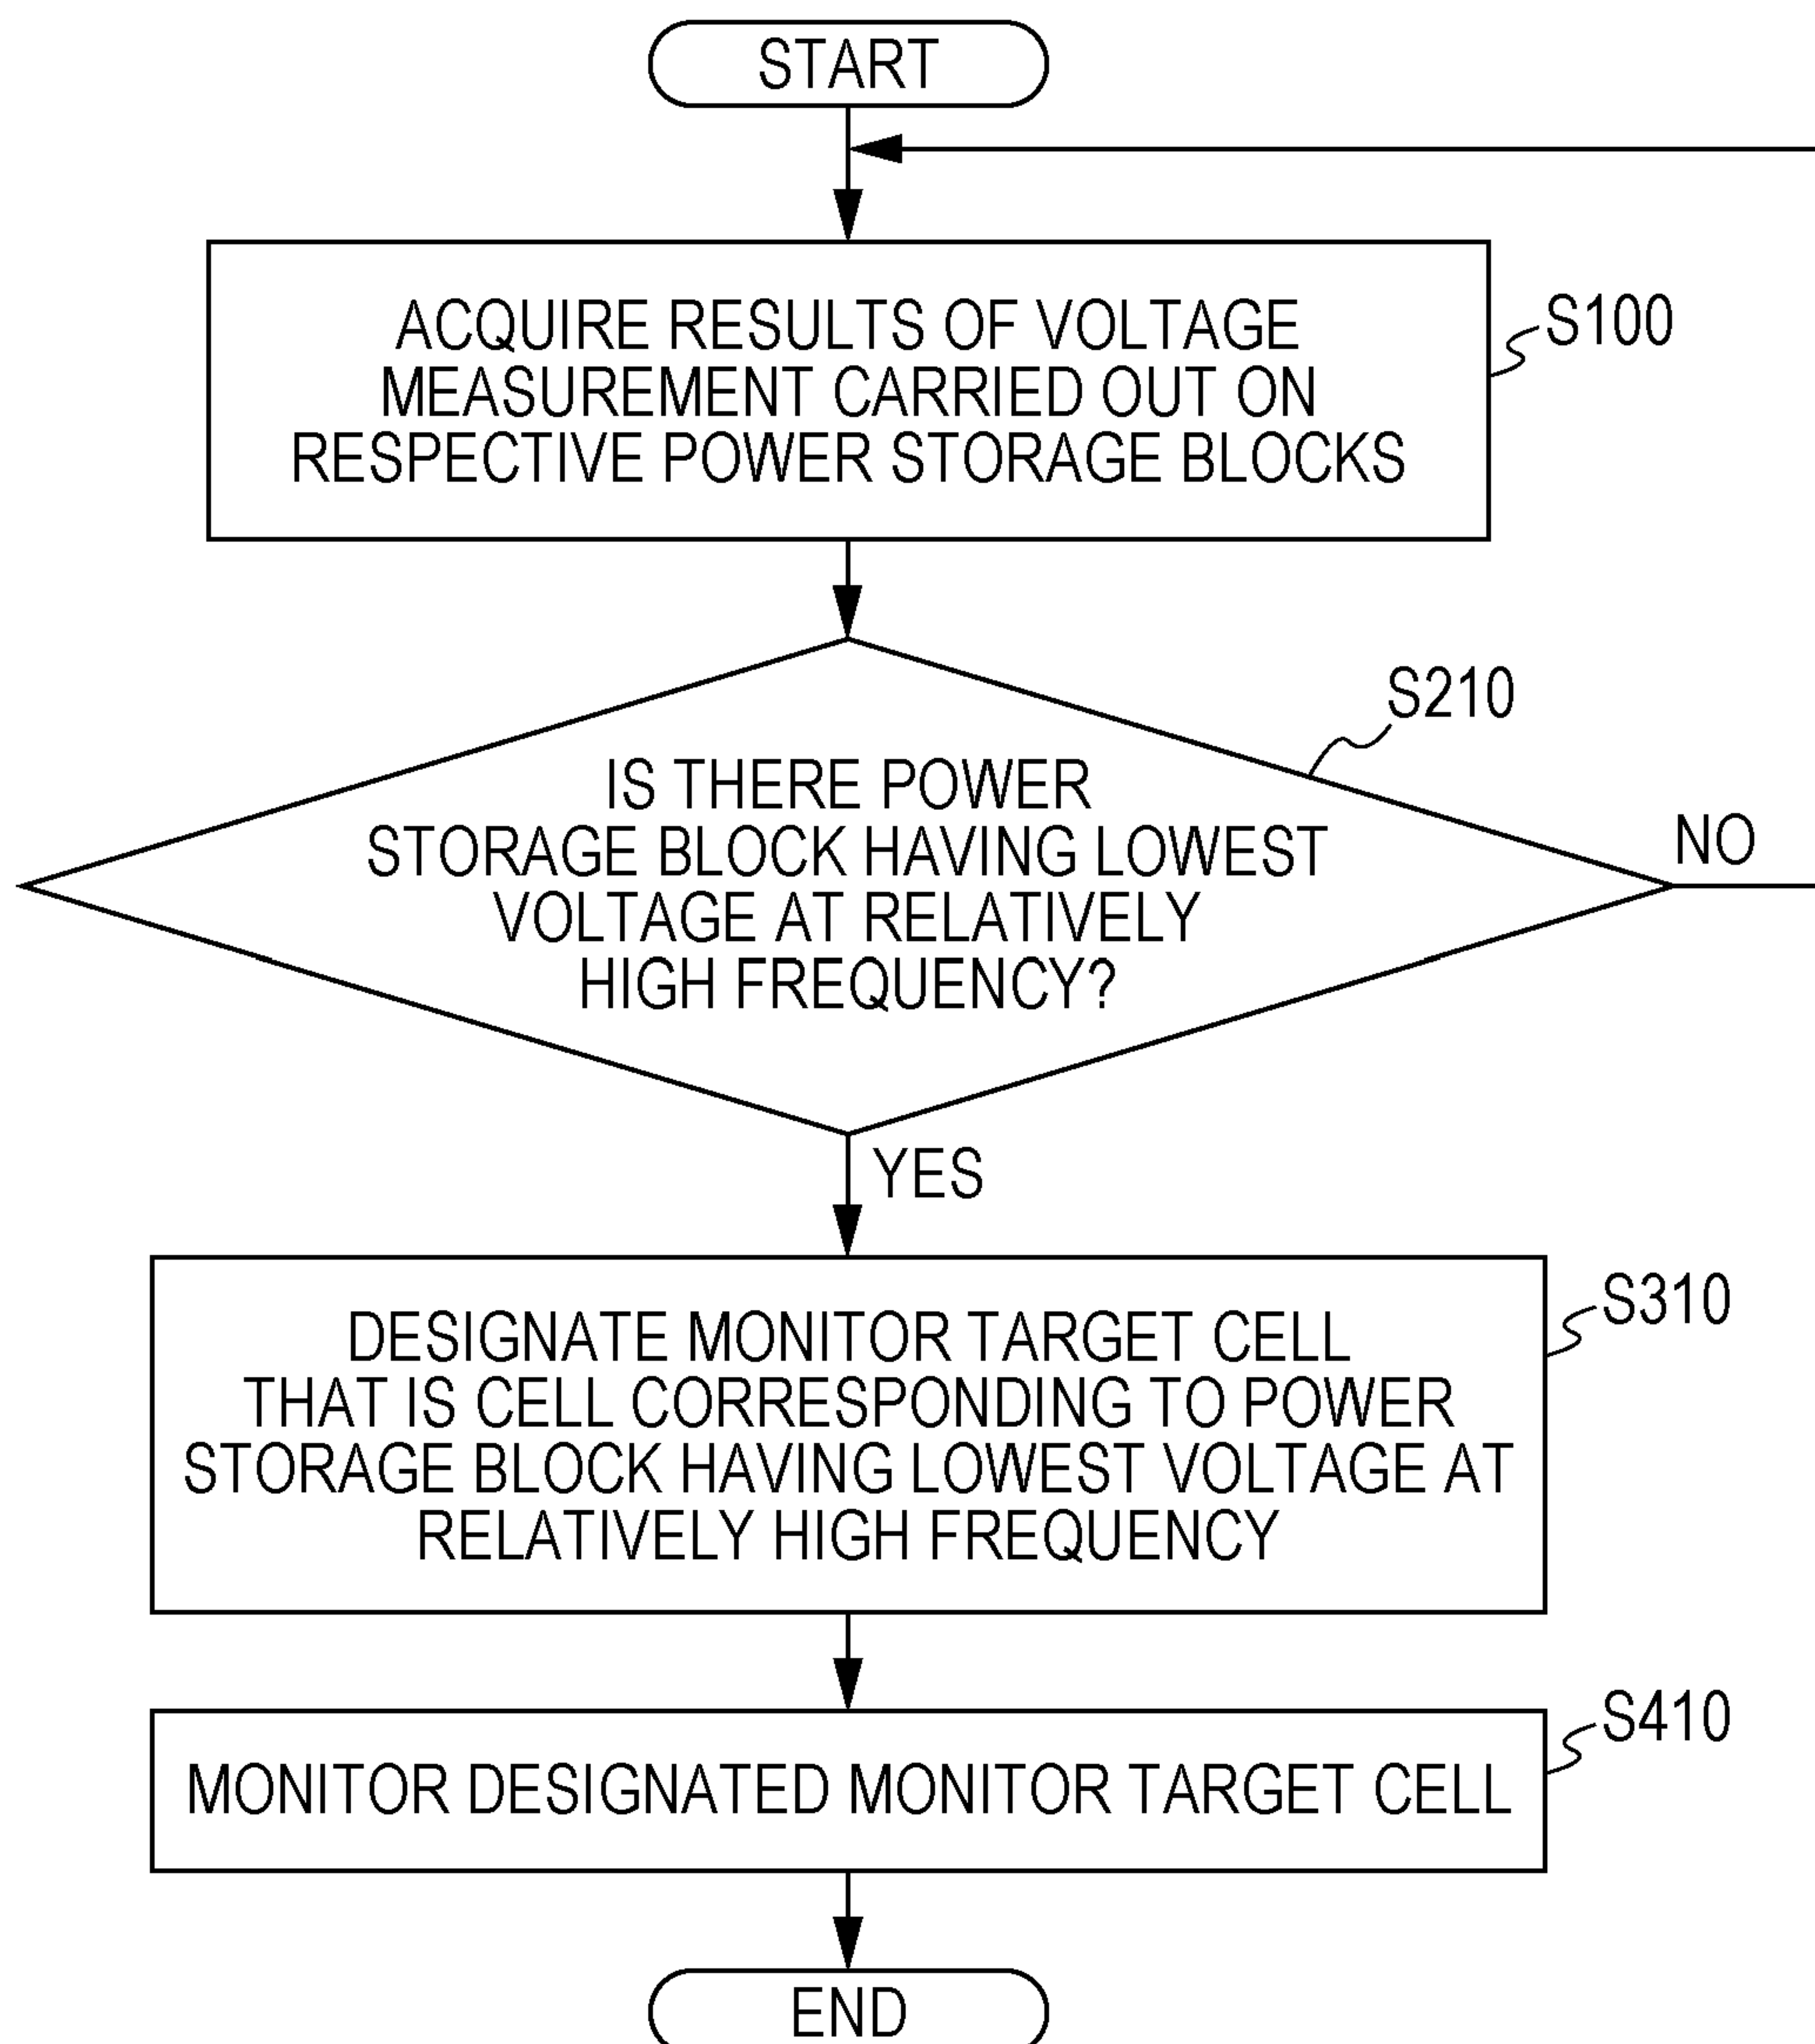 START
ACQUIRE RESULTS OF VOLTAGE
MEASUREMENT CARRIED OUT ON
RESPECTIVE POWER STORAGE BLOCKS
S100
S210
IS THERE POWER
STORAGE BLOCK HAVING LOWEST
VOLTAGE AT RELATIVELY
HIGH FREQUENCY?
NO
YES
DESIGNATE MONITOR TARGET CELL
THAT IS CELL CORRESPONDING TO POWER
STORAGE BLOCK HAVING LOWEST VOLTAGE AT
RELATIVELY HIGH FREQUENCY
S310
MONITOR DESIGNATED MONITOR TARGET CELL
S410
END